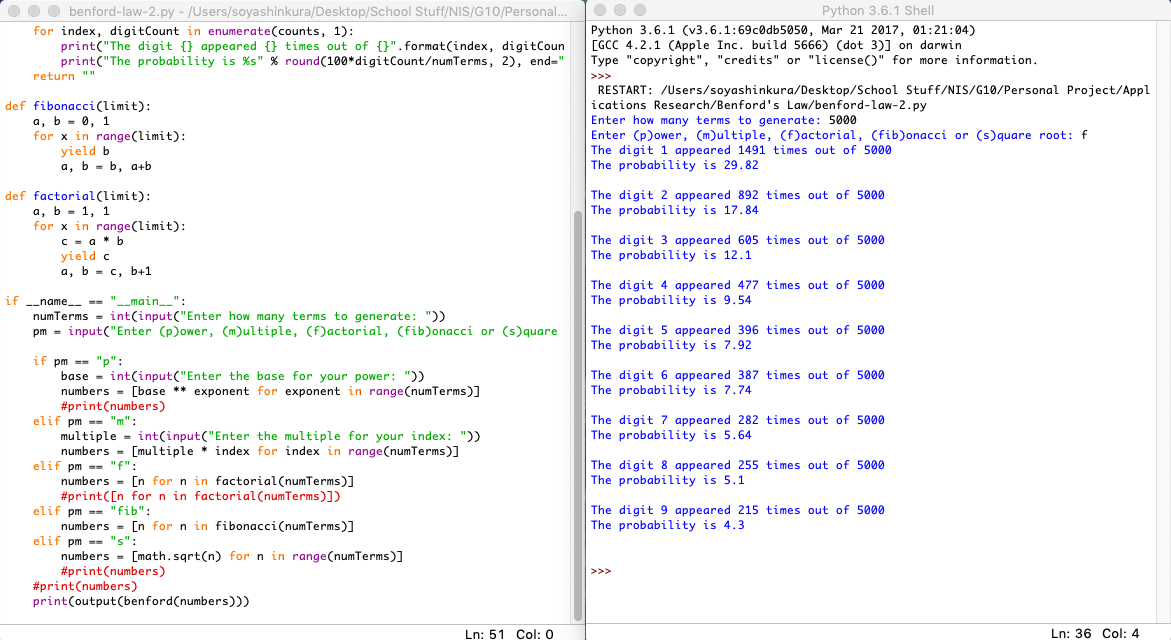 benford-law-2.py - /Users/soyashinkura/Desktop/School Stuff/NIS/G10/Personal...
    for index, digitCount in enumerate(counts, 1):
        print("The digit {} appeared {} times out of {}".format(index, digitCoun
        print("The probability is %s" % round(100*digitCount/numTerms, 2), end="
    return ""

def fibonacci(limit):
    a, b = 0, 1
    for x in range(limit):
        yield b
        a, b = b, a+b

def factorial(limit):
    a, b = 1, 1
    for x in range(limit):
        c = a * b
        yield c
        a, b = c, b+1

if __name__ == "__main__":
    numTerms = int(input("Enter how many terms to generate: "))
    pm = input("Enter (p)ower, (m)ultiple, (f)actorial, (fib)onacci or (s)quare

    if pm == "p":
        base = int(input("Enter the base for your power: "))
        numbers = [base ** exponent for exponent in range(numTerms)]
        #print(numbers)
    elif pm == "m":
        multiple = int(input("Enter the multiple for your index: "))
        numbers = [multiple * index for index in range(numTerms)]
    elif pm == "f":
        numbers = [n for n in factorial(numTerms)]
        #print([n for n in factorial(numTerms)])
    elif pm == "fib":
        numbers = [n for n in fibonacci(numTerms)]
    elif pm == "s":
        numbers = [math.sqrt(n) for n in range(numTerms)]
        #print(numbers)
    #print(numbers)
    print(output(benford(numbers)))
Ln: 51 Col: 0
Python 3.6.1 Shell
Python 3.6.1 (v3.6.1:69c0db5050, Mar 21 2017, 01:21:04)
[GCC 4.2.1 (Apple Inc. build 5666) (dot 3)] on darwin
Type "copyright", "credits" or "license()" for more information.
>>>
 RESTART: /Users/soyashinkura/Desktop/School Stuff/NIS/G10/Personal Project/Appl
ications Research/Benford's Law/benford-law-2.py
Enter how many terms to generate: 5000
Enter (p)ower, (m)ultiple, (f)actorial, (fib)onacci or (s)quare root: f
The digit 1 appeared 1491 times out of 5000
The probability is 29.82

The digit 2 appeared 892 times out of 5000
The probability is 17.84

The digit 3 appeared 605 times out of 5000
The probability is 12.1

The digit 4 appeared 477 times out of 5000
The probability is 9.54

The digit 5 appeared 396 times out of 5000
The probability is 7.92

The digit 6 appeared 387 times out of 5000
The probability is 7.74

The digit 7 appeared 282 times out of 5000
The probability is 5.64

The digit 8 appeared 255 times out of 5000
The probability is 5.1

The digit 9 appeared 215 times out of 5000
The probability is 4.3

>>>
Ln: 36 Col: 4